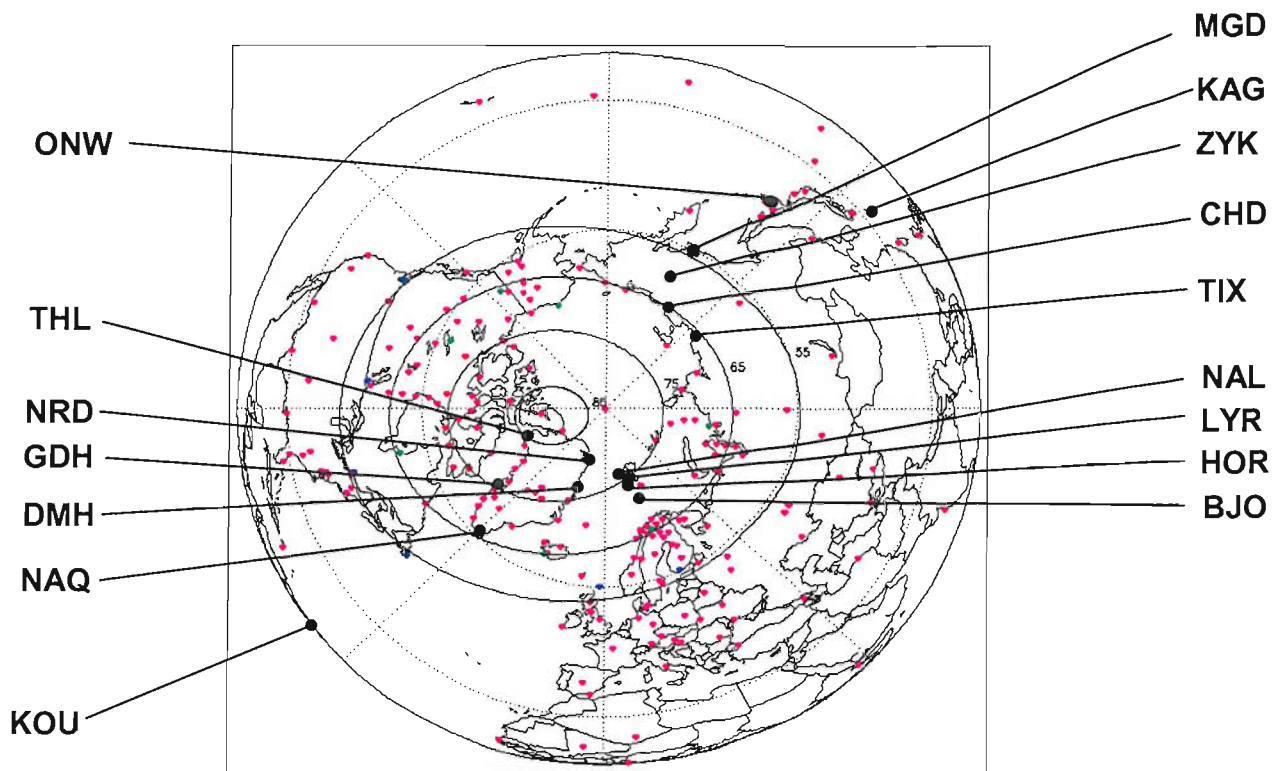 MGD
KAG
ONW
ZYK
CHD
TIX
THL
55
65
NAL
75
NRD
80
LYR
GDH
HOR
DMH
BJO
NAQ
KOU